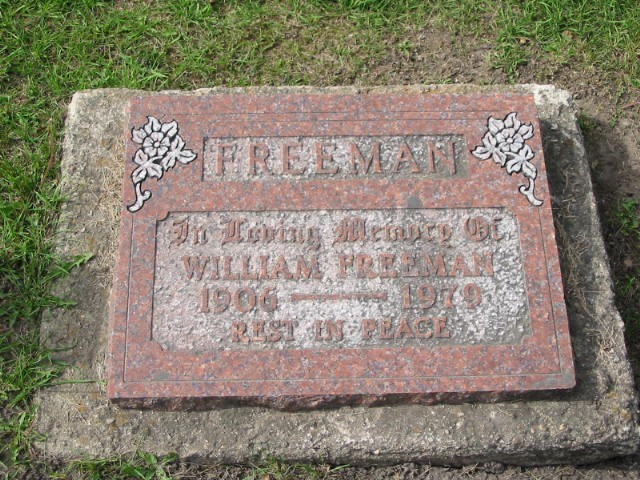 FREEMAN
In Loving Memory Of
WILLIAM FREEMAN
1906 — 1979
REST IN PEACE